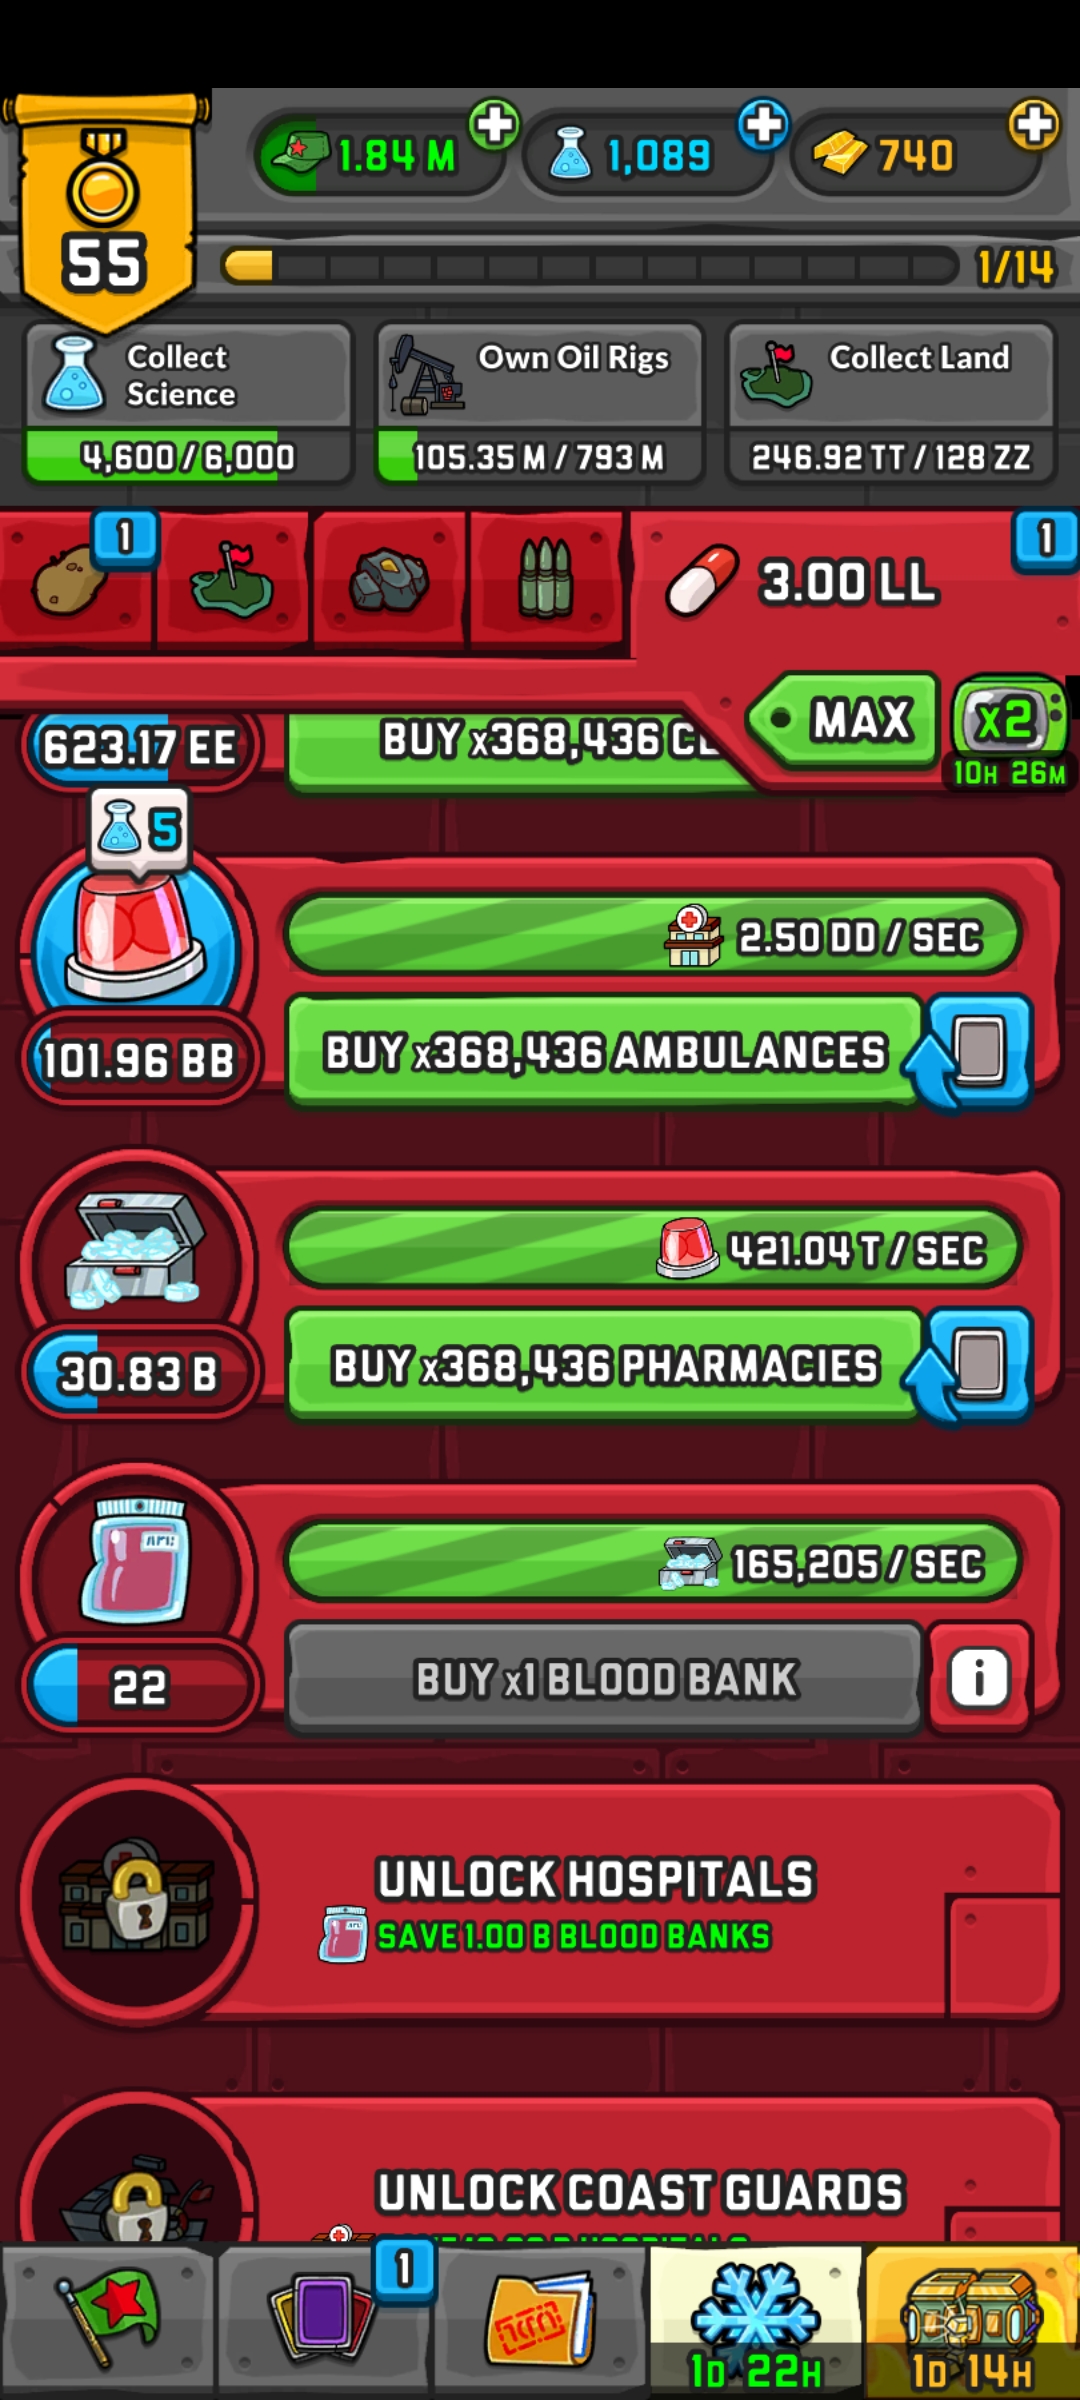 1.84 M
1,089
740
55
1/14
Collect
Science
4,600 / 6,000
Own Oil Rigs
105.35 M / 793 M
Collect Land
246.92 TT / 128 ZZ
1
3.00 LL
1
MAX
x2
10H 26M
623.17 EE
BUY x368,436
5
2.50 DD / SEC
101.96 BB
BUY x368,436 AMBULANCES
421.04 T / SEC
30.83 B
BUY x368,436 PHARMACIES
165,205 / SEC
22
BUY x1 BLOOD BANK
i
UNLOCK HOSPITALS
SAVE 1.00 B BLOOD BANKS
UNLOCK COAST GUARDS
1
1D 22H
1D 14H